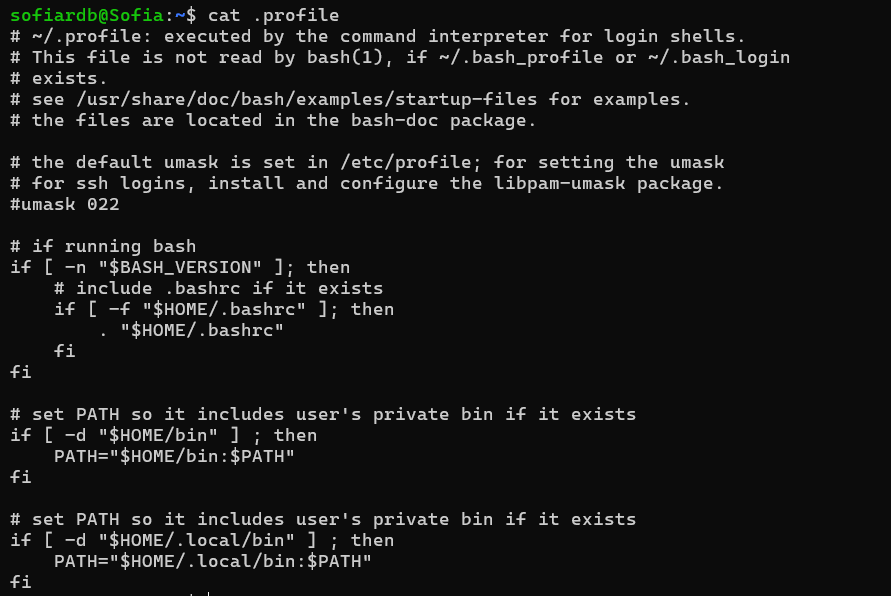 sofiardb@Sofia:~$ cat .profile
# ~/.profile: executed by the command interpreter for login shells.
# This file is not read by bash(1), if ~/.bash_profile or ~/.bash_login
# exists.
# see /usr/share/doc/bash/examples/startup-files for examples.
# the files are located in the bash-doc package.

# the default umask is set in /etc/profile; for setting the umask
# for ssh logins, install and configure the libpam-umask package.
#umask 022

# if running bash
if [ -n "$BASH_VERSION" ]; then
    # include .bashrc if it exists
    if [ -f "$HOME/.bashrc" ]; then
        . "$HOME/.bashrc"
    fi
fi

# set PATH so it includes user's private bin if it exists
if [ -d "$HOME/bin" ] ; then
    PATH="$HOME/bin:$PATH"
fi

# set PATH so it includes user's private bin if it exists
if [ -d "$HOME/.local/bin" ] ; then
    PATH="$HOME/.local/bin:$PATH"
fi